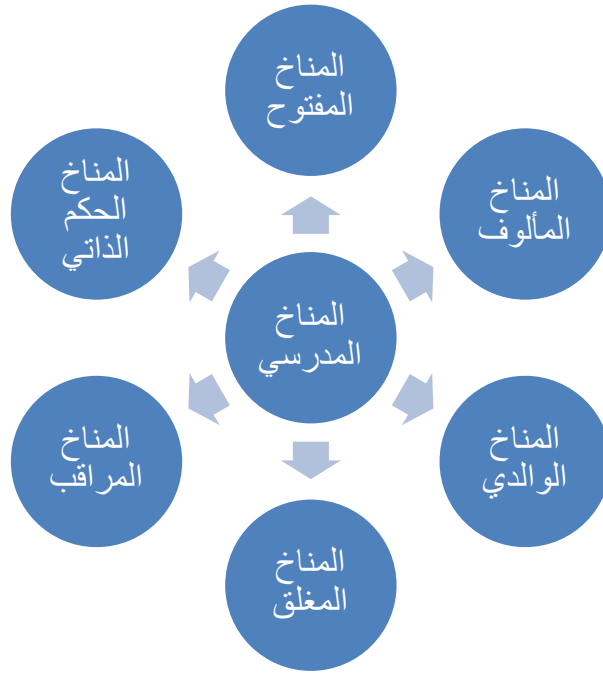 المناخ
المفتوح
المناخ
المألوف
المناخ
الوالدي
المناخ
المغلق
المناخ
المراقب
المناخ
الحكم
الذاتي
المناخ
المدرسي